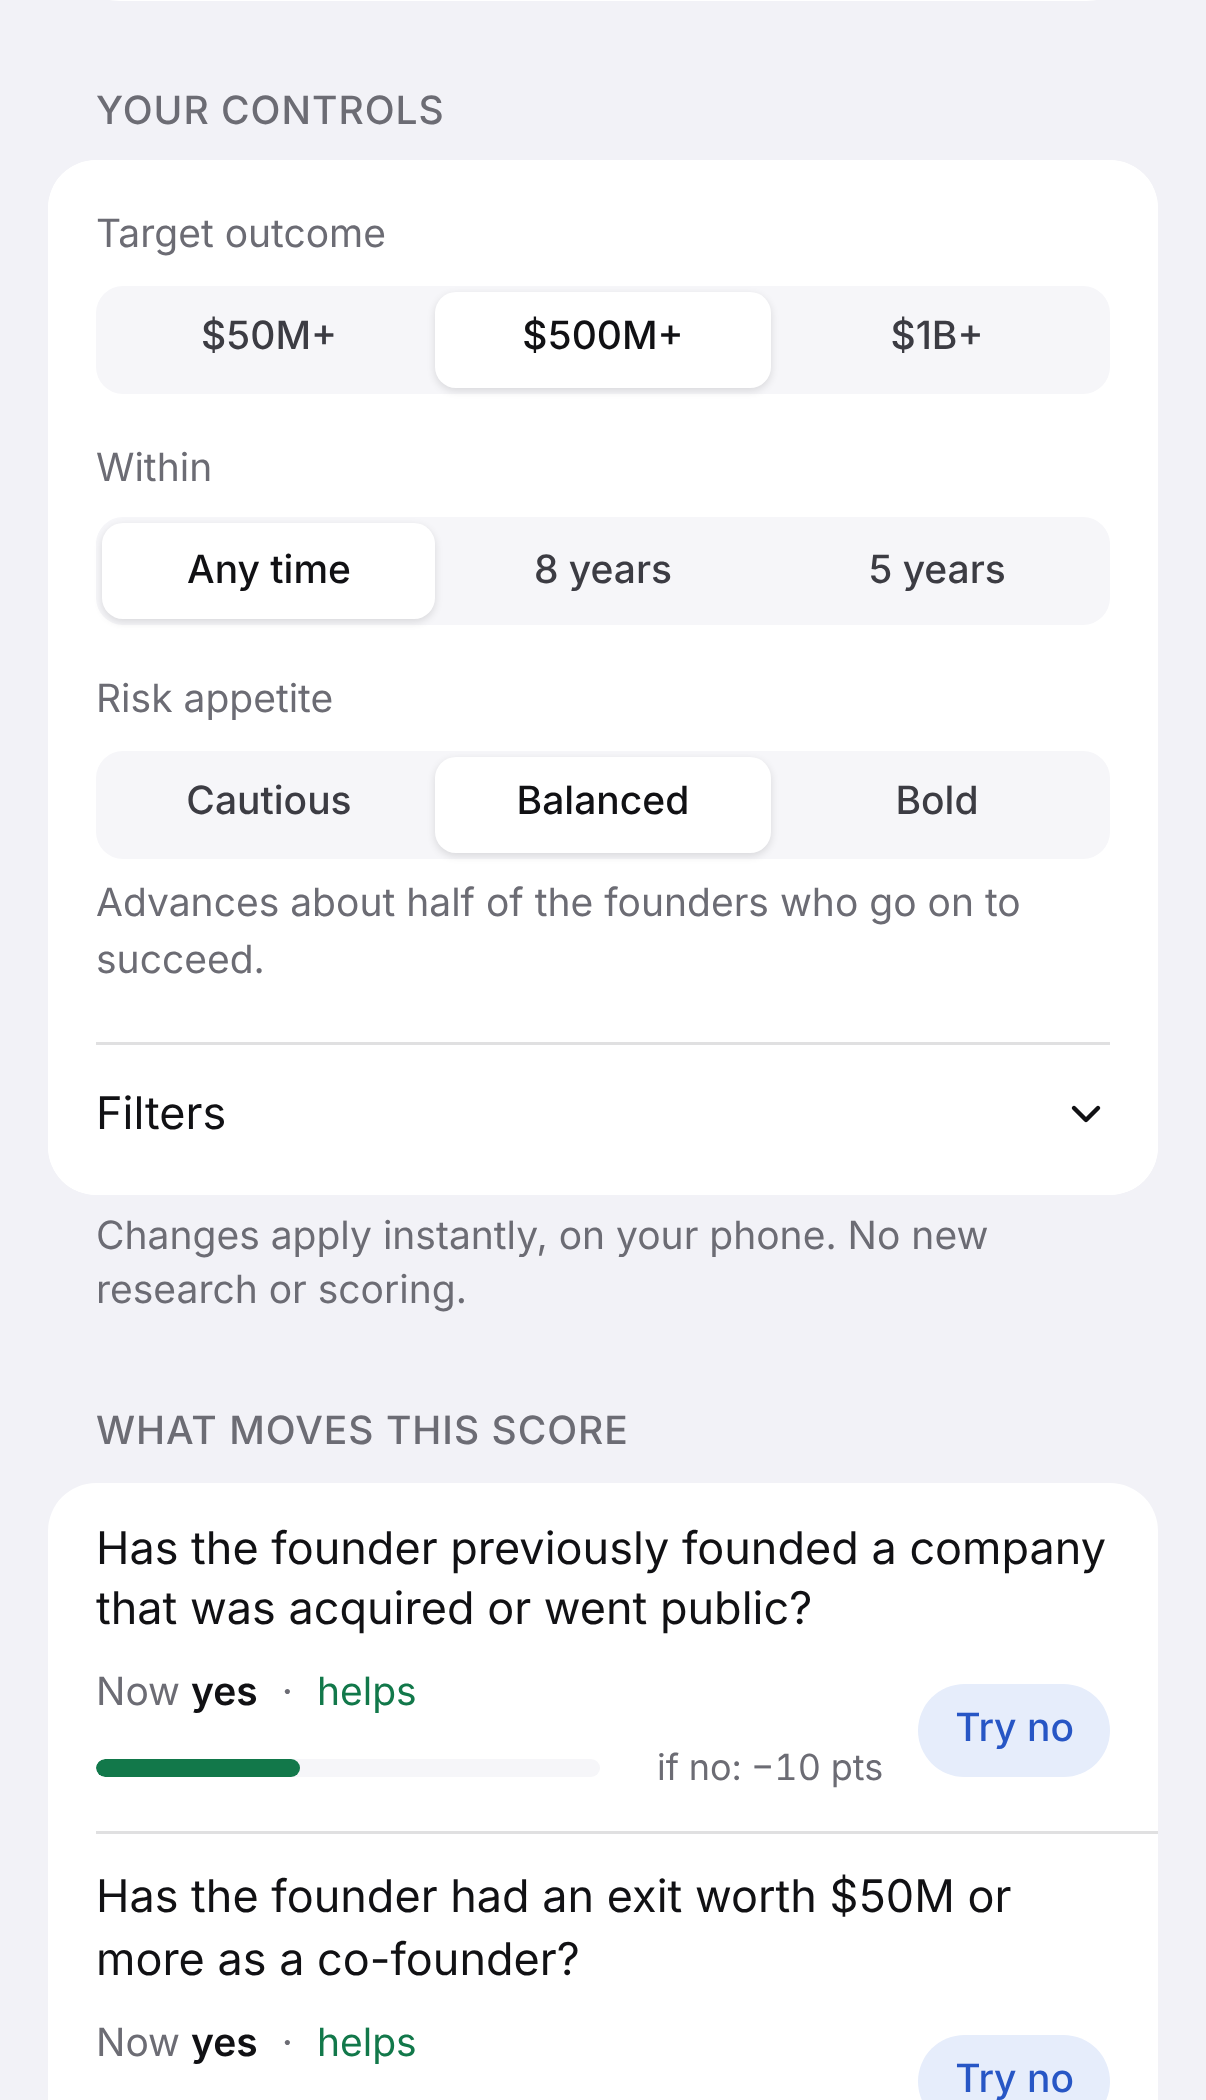 YOUR CONTROLS
Target outcome
$50M+ $500M+ $1B+
Within
Any time 8 years 5 years
Risk appetite
Cautious Balanced Bold
Advances about half of the founders who go on to
succeed.
Filters
Changes apply instantly, on your phone. No new
research or scoring.
WHAT MOVES THIS SCORE
Has the founder previously founded a company
that was acquired or went public?
Now yes · helps
Try no
if no: −10 pts
Has the founder had an exit worth $50M or
more as a co-founder?
Now yes · helps
Try no